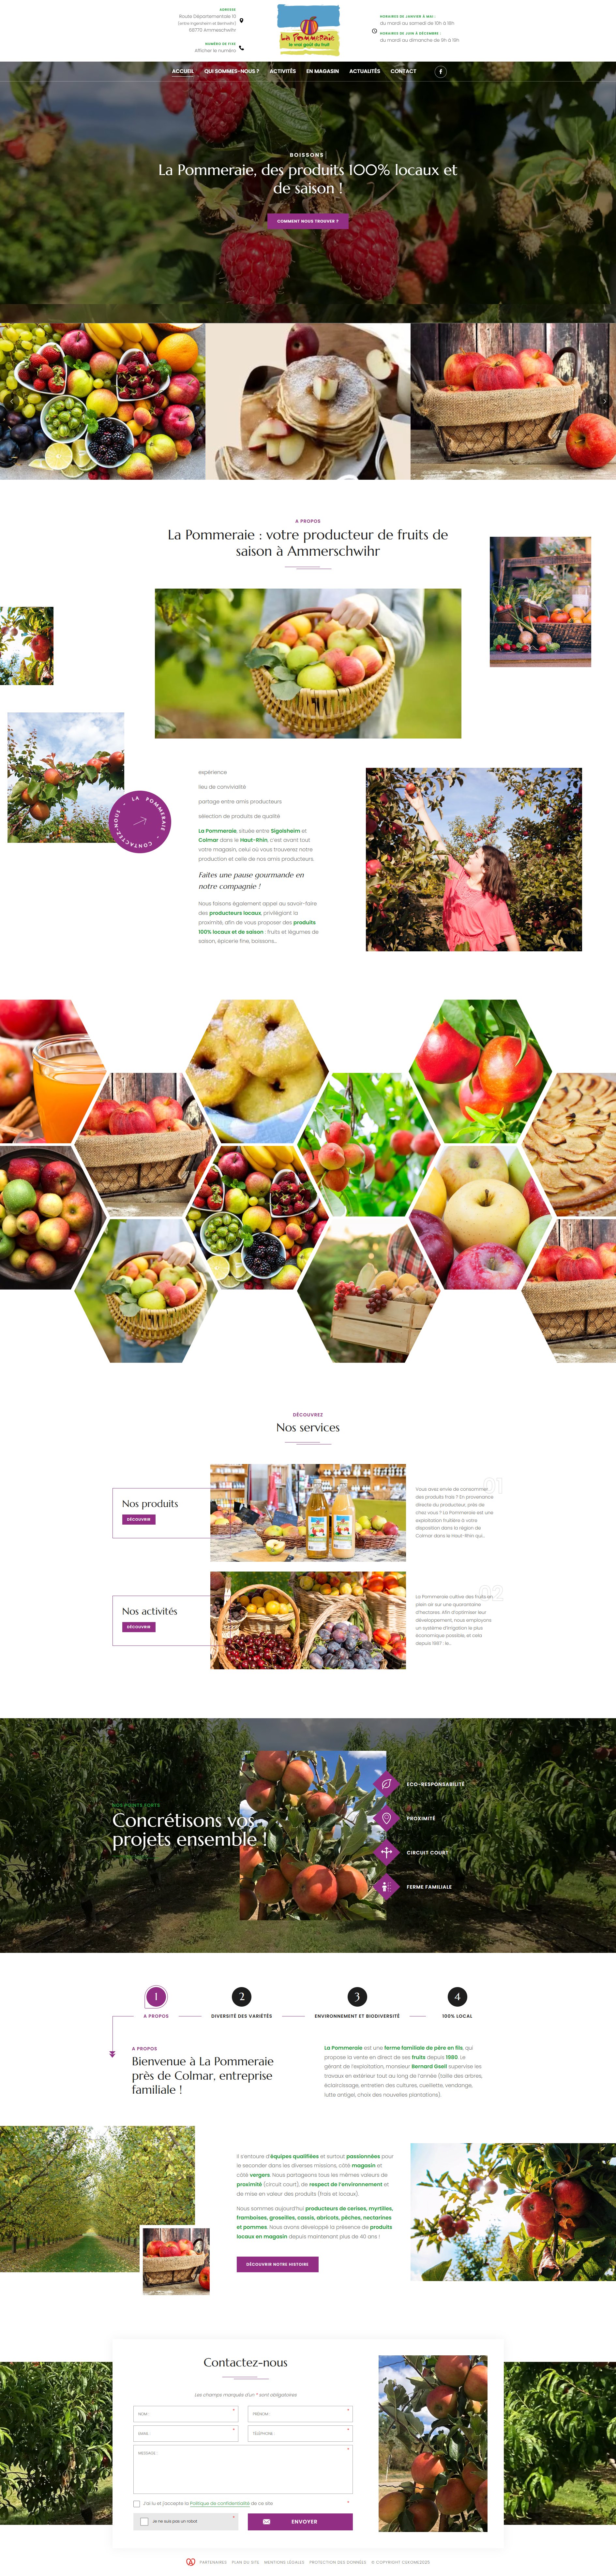 ADRESSE
Route Départementale 10
(entre Ingersheim et Bennwihr)
68770 Ammerschwihr
NUMÉRO DE FIXE
Afficher le numéro
La Pommeraie
le vrai goût du fruit
HORAIRES DE JANVIER À MAI :
du mardi au samedi de 10h à 18h
HORAIRES DE JUIN À DÉCEMBRE :
du mardi au dimanche de 9h à 19h
ACCUEIL QUI SOMMES-NOUS ? ACTIVITÉS EN MAGASIN ACTUALITÉS CONTACT
BOISSONS
La Pommeraie, des produits 100% locaux et
de saison !
COMMENT NOUS TROUVER ?
A PROPOS
La Pommeraie : votre producteur de fruits de
saison à Ammerschwihr
LA POMMERAIE - CONTACTEZ-NOUS -
expérience
lieu de convivialité
partage entre amis producteurs
sélection de produits de qualité
La Pommeraie, située entre Sigolsheim et
Colmar dans le Haut-Rhin, c'est avant tout
votre magasin, celui où vous trouverez notre
production et celle de nos amis producteurs
Faites une pause gourmande en
notre compagnie !
Nous faisons également appel au savoir-faire
des producteurs locaux, privilégiant la
proximité, afin de vous proposer des produits
100% locaux et de saison : fruits et légumes de
saison, épicerie fine, boissons...
DÉCOUVREZ
Nos services
Nos produits
DÉCOUVRIR
01
Vous avez envie de consommer
des produits frais ? En provenance
directe du producteur, près de
chez vous ? La Pommeraie est une
exploitation fruitière à votre
disposition dans la région de
Colmar dans le Haut-Rhin qui...
Nos activités
DÉCOUVRIR
02
La Pommeraie cultive des fruits en
plein air sur une quarantaine
d'hectares. Afin d'optimiser leur
développement, nous employons
un système d'irrigation le plus
économique possible, et cela
depuis 1987 : le...
NOS POINTS FORTS
Concrétisons vos
projets ensemble !
ECO-RESPONSABILITÉ
PROXIMITÉ
CIRCUIT COURT
FERME FAMILIALE
1 2 3 4
A PROPOS DIVERSITÉ DES VARIÉTÉS ENVIRONNEMENT ET BIODIVERSITÉ 100% LOCAL
A PROPOS
Bienvenue à La Pommeraie
près de Colmar, entreprise
familiale !
La Pommeraie est une ferme familiale de père en fils, qui
propose la vente en direct de ses fruits depuis 1980. Le
gérant de l'exploitation, monsieur Bernard Gsell supervise les
travaux en extérieur tout au long de l'année (taille des arbres,
éclaircissage, entretien des cultures, cueillette, vendange,
lutte antigel, choix des nouvelles plantations).
Il s'entoure d'équipes qualifiées et surtout passionnées pour
le seconder dans les diverses missions, côté magasin et
côté vergers. Nous partageons tous les mêmes valeurs de
proximité (circuit court), de respect de l'environnement et
de mise en valeur des produits (frais et locaux).
Nous sommes aujourd'hui producteurs de cerises, myrtilles,
framboises, groseilles, cassis, abricots, pêches, nectarines
et pommes. Nous avons développé la présence de produits
locaux en magasin depuis maintenant plus de 40 ans !
DÉCOUVRIR NOTRE HISTOIRE
Contactez-nous
Les champs marqués d'un * sont obligatoires
NOM : * PRÉNOM : *
EMAIL : * TÉLÉPHONE : *
MESSAGE : *
J'ai lu et j'accepte la Politique de confidentialité de ce site *
Je ne suis pas un robot *
ENVOYER
PARTENAIRES PLAN DU SITE MENTIONS LÉGALES PROTECTION DES DONNÉES © COPYRIGHT CEKOME2025